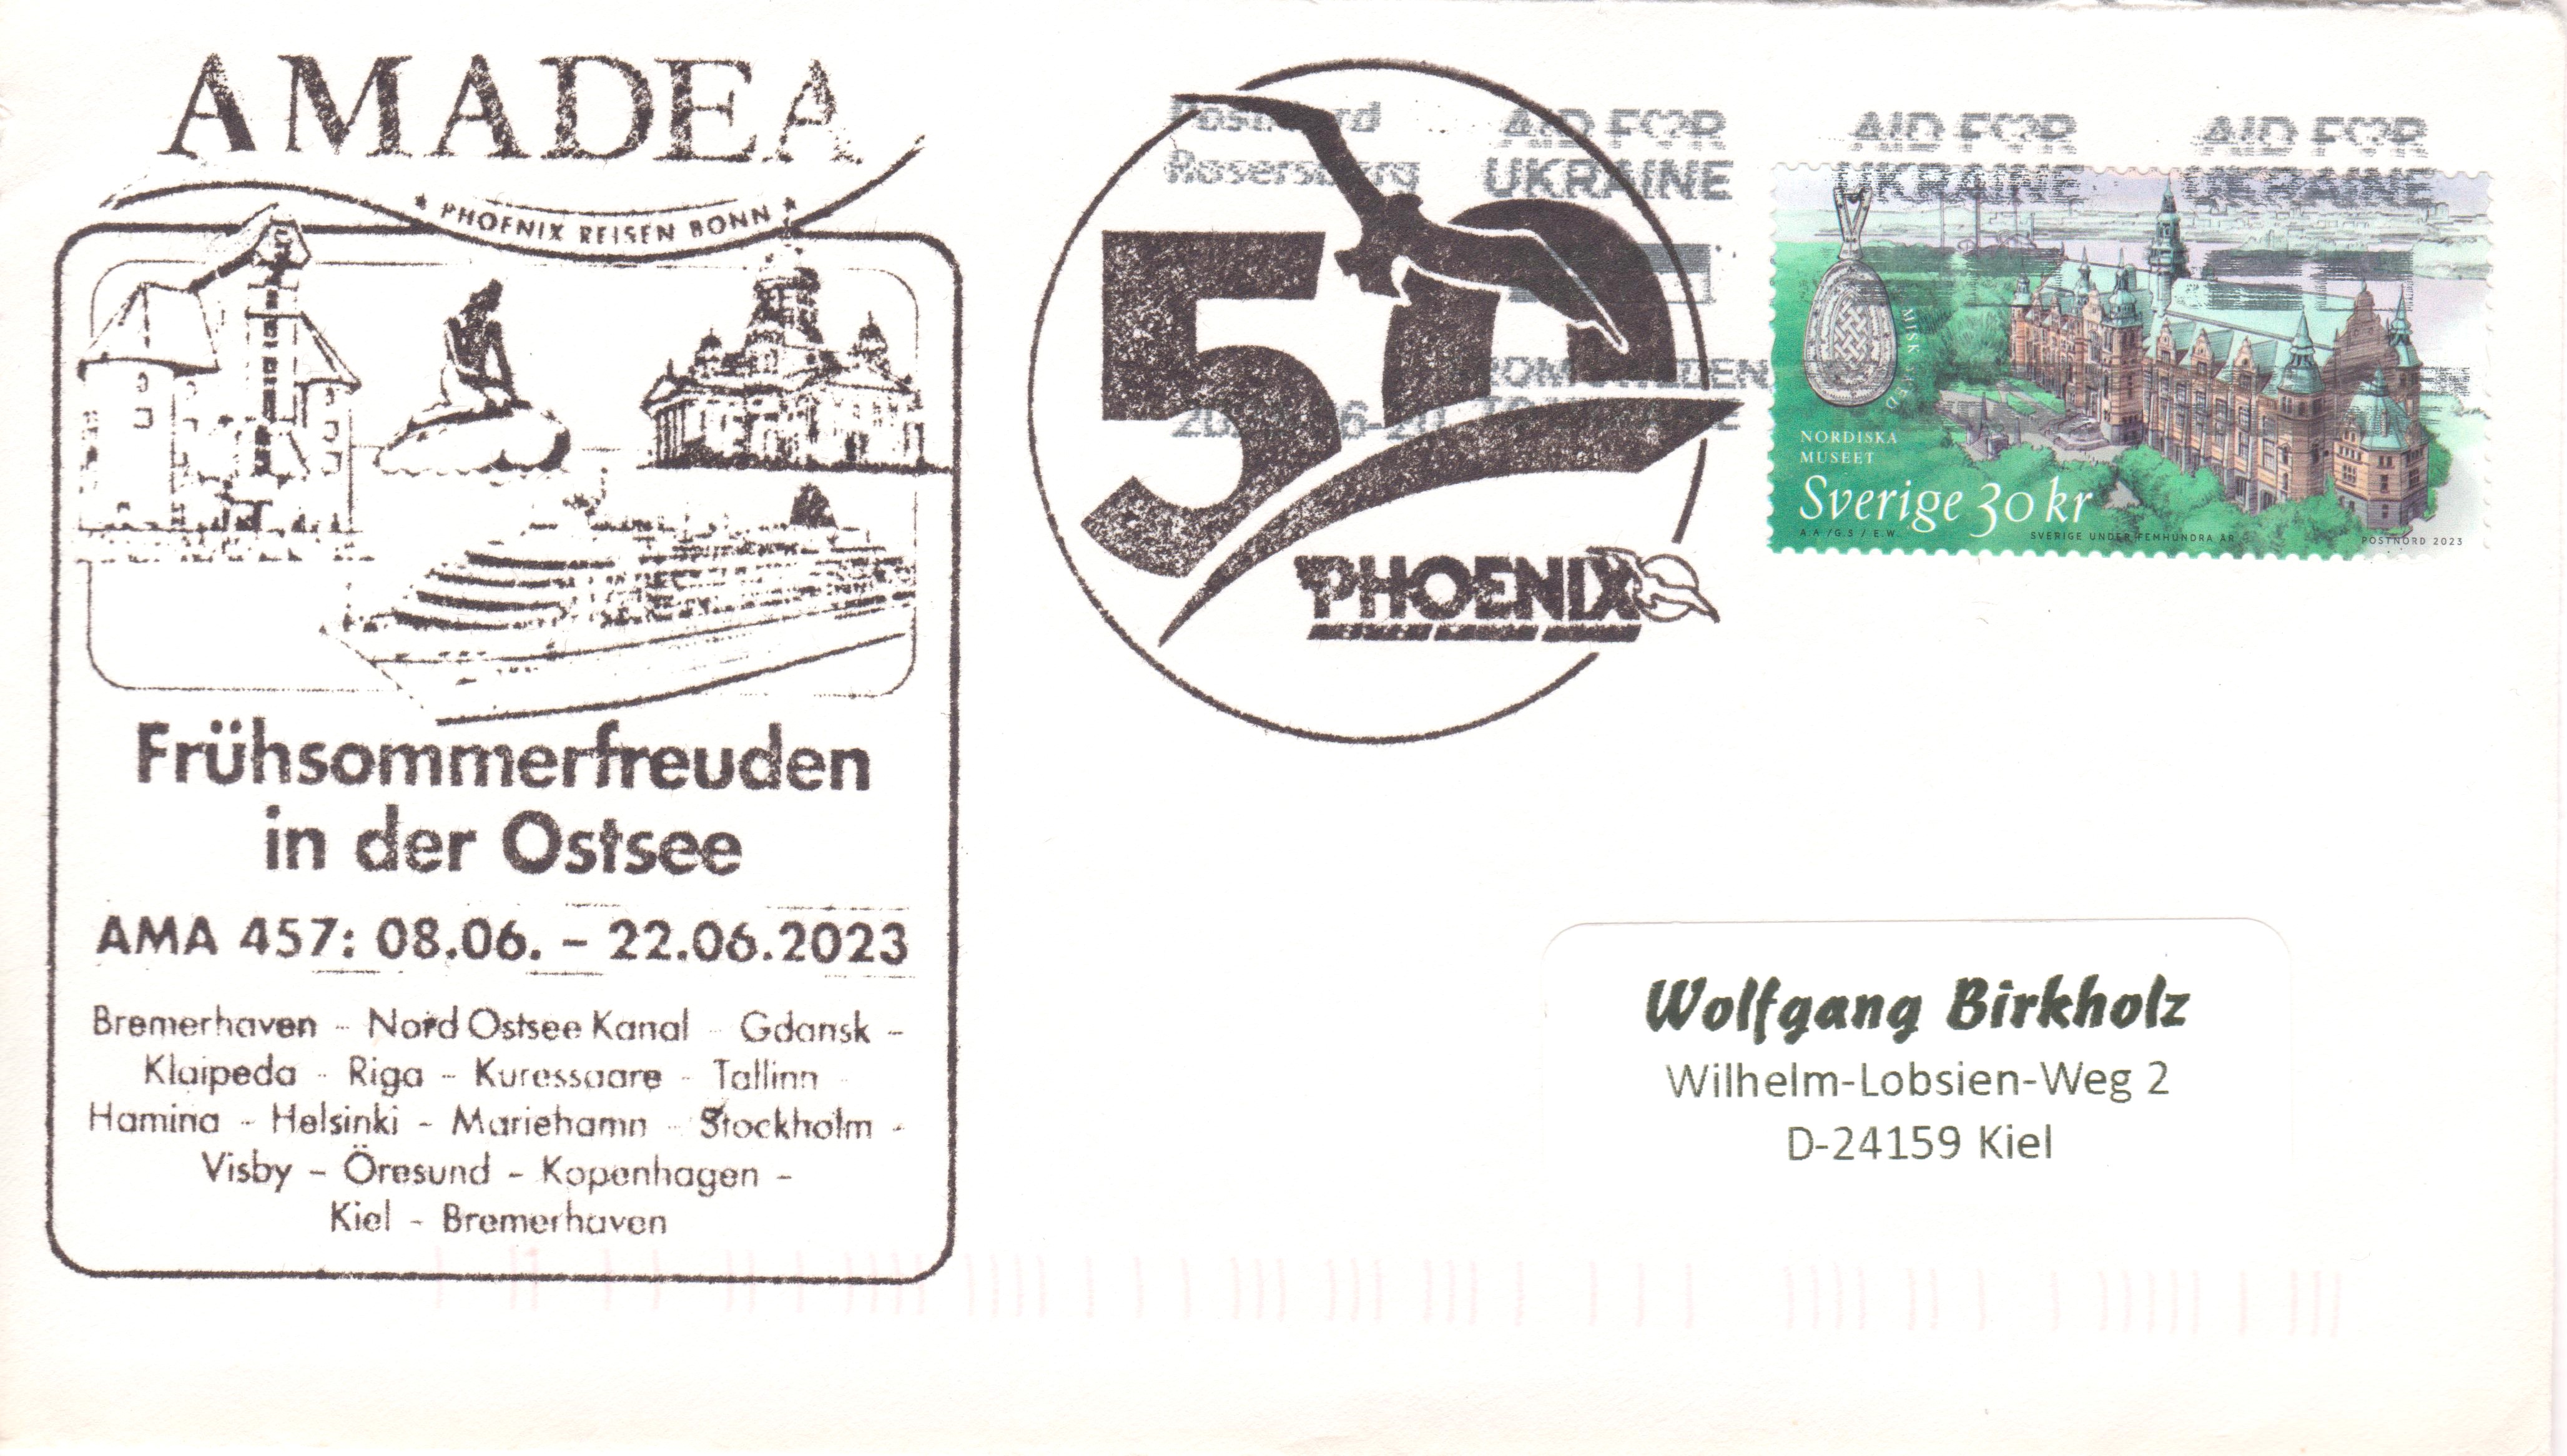 AMADEA
* PHOENIX REISEN BONN *
Frühsommerfreuden
in der Ostsee
AMA 457: 08.06. – 22.06.2023
Bremerhaven – Nord Ostsee Kanal – Gdansk –
Klaipeda – Riga – Kuressaare – Tallinn –
Hamina – Helsinki – Mariehamn – Stockholm –
Visby – Öresund – Kopenhagen –
Kiel – Bremerhaven
50
PHOENIX
AID FOR
UKRAINE
AID FOR
UKRAINE
AID FOR
UKRAINE
NORDISKA
MUSEET
Sverige 30 kr
A.A /G.S / E.W.
SVERIGE UNDER FEMHUNDRA ÅR
POSTNORD 2023
Wolfgang Birkholz
Wilhelm-Lobsien-Weg 2
D-24159 Kiel